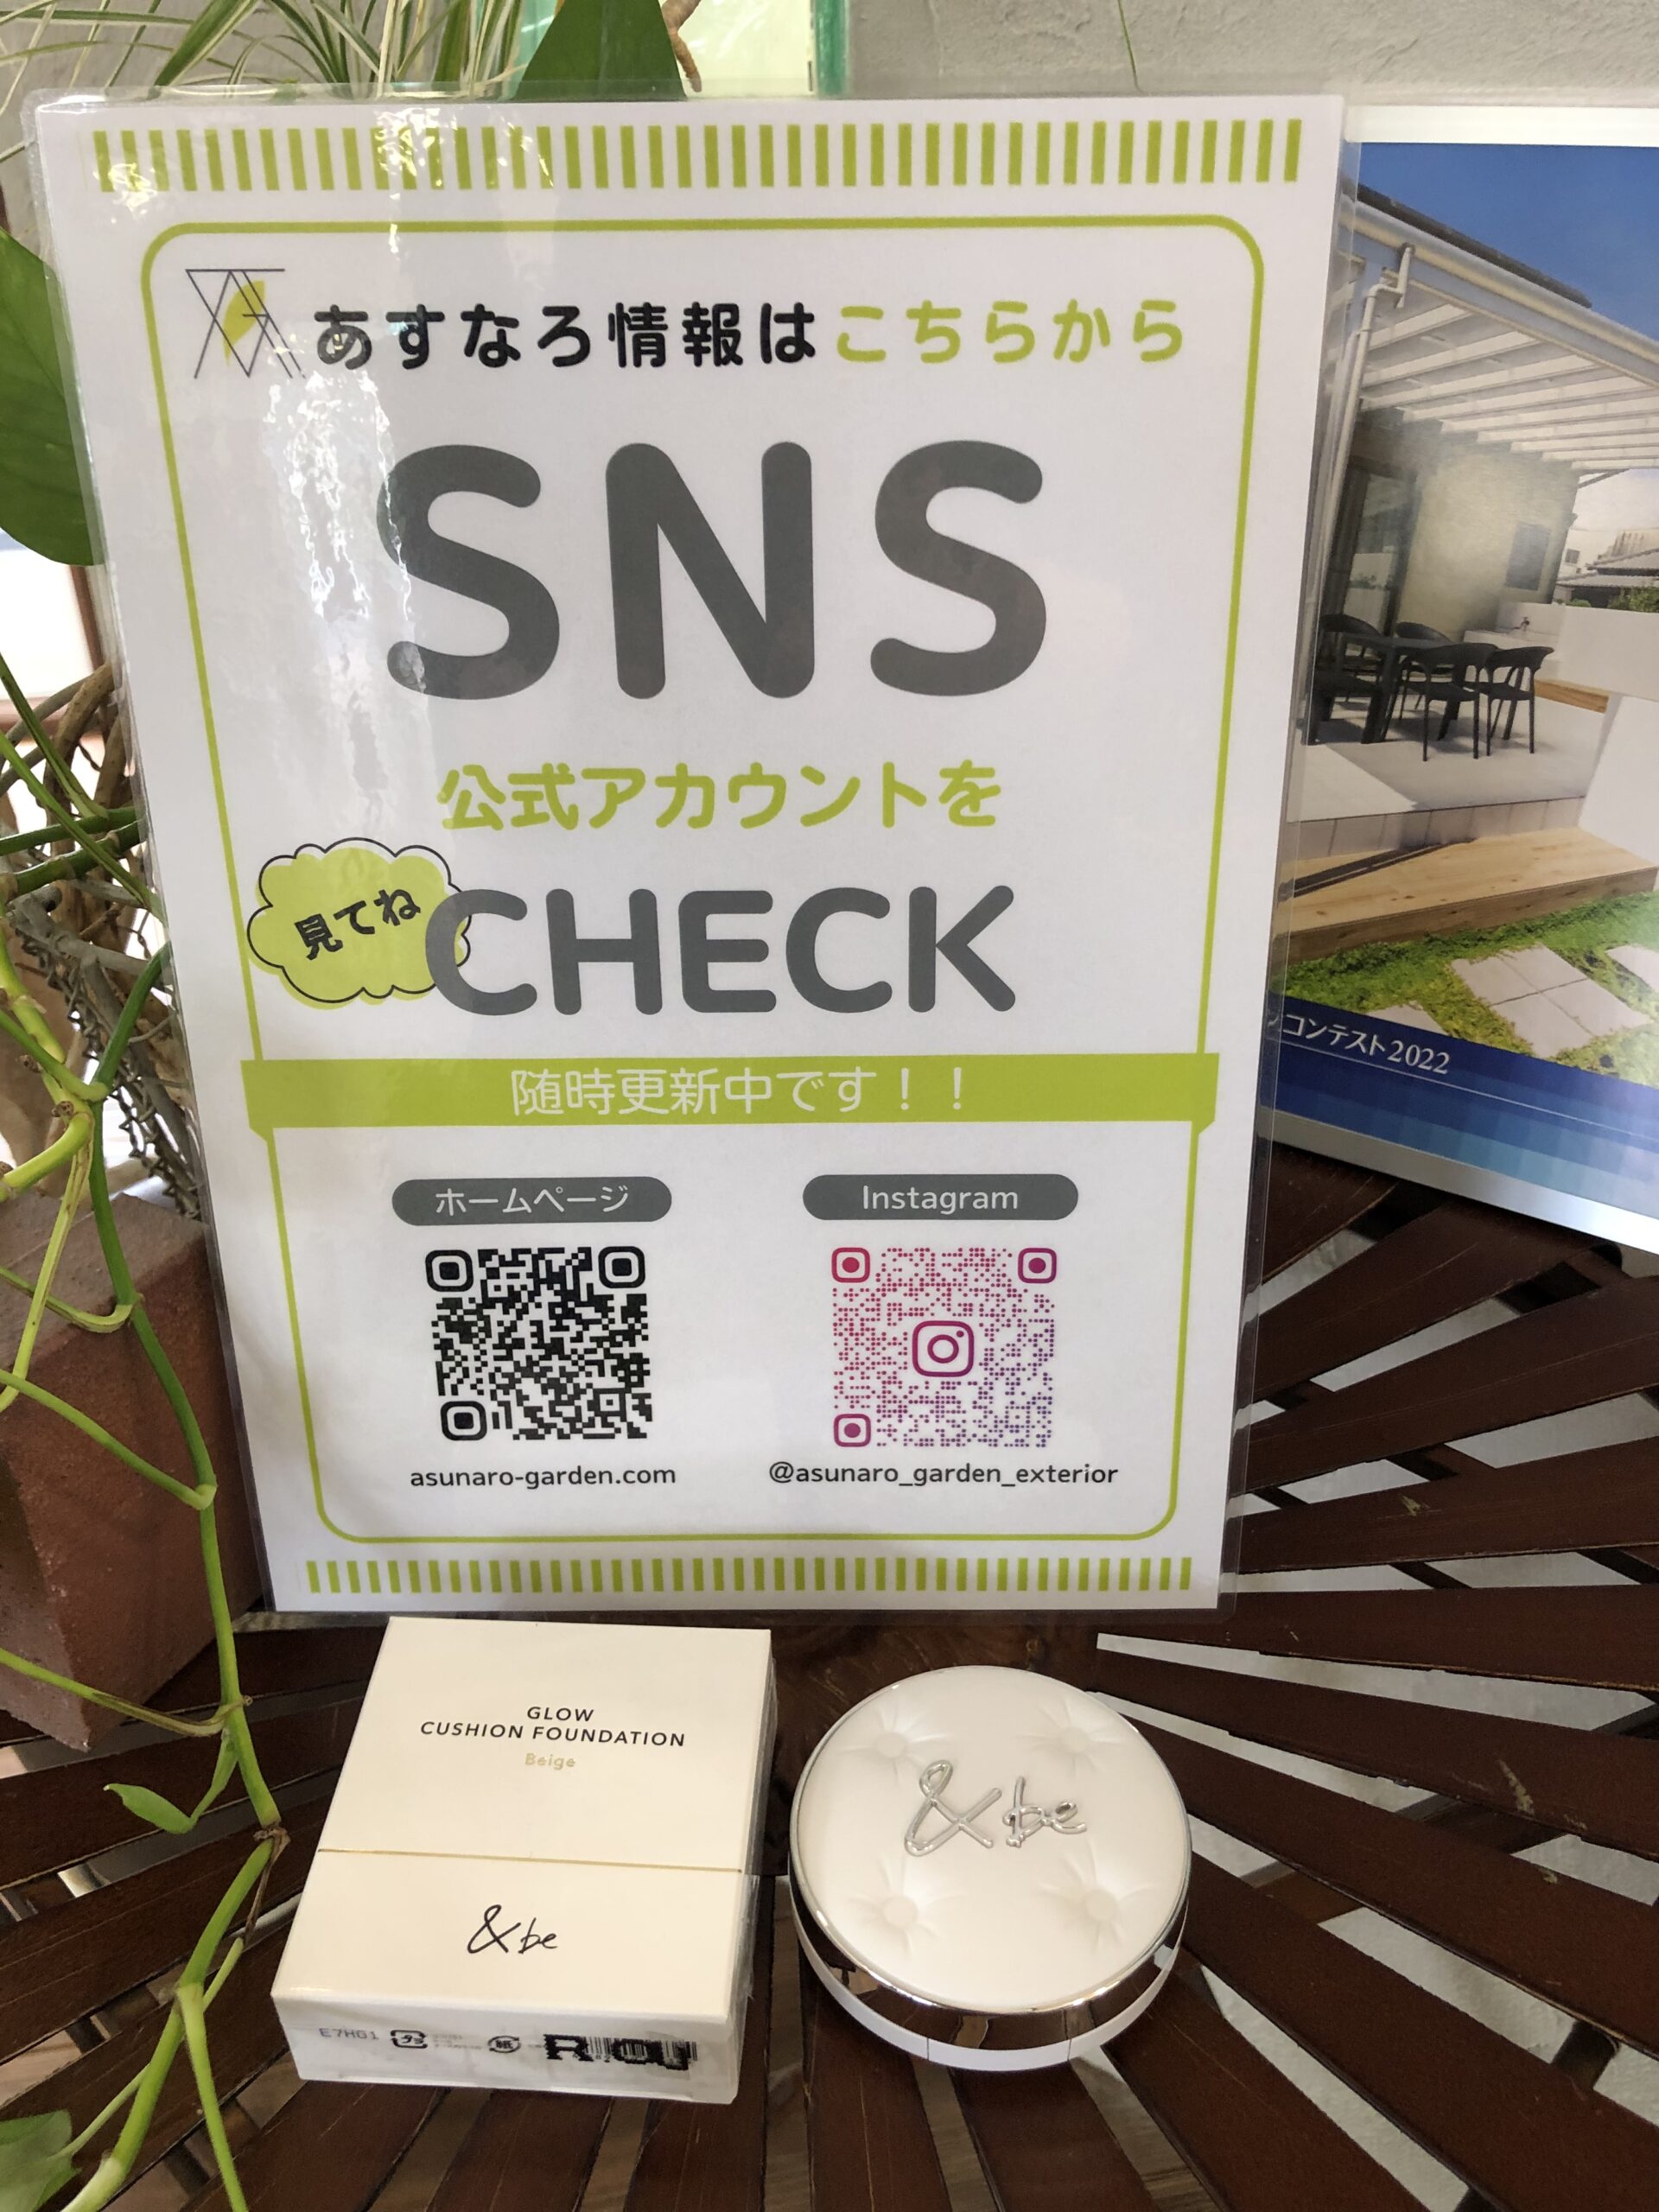 あすなろ情報はこちらから
SNS
公式アカウントを
見てね
CHECK
随時更新中です！！
ホームページ
Instagram
asunaro-garden.com
@asunaro_garden_exterior
コンテスト2022
GLOW
CUSHION FOUNDATION
Beige
&be
E7HG1
紙
&be